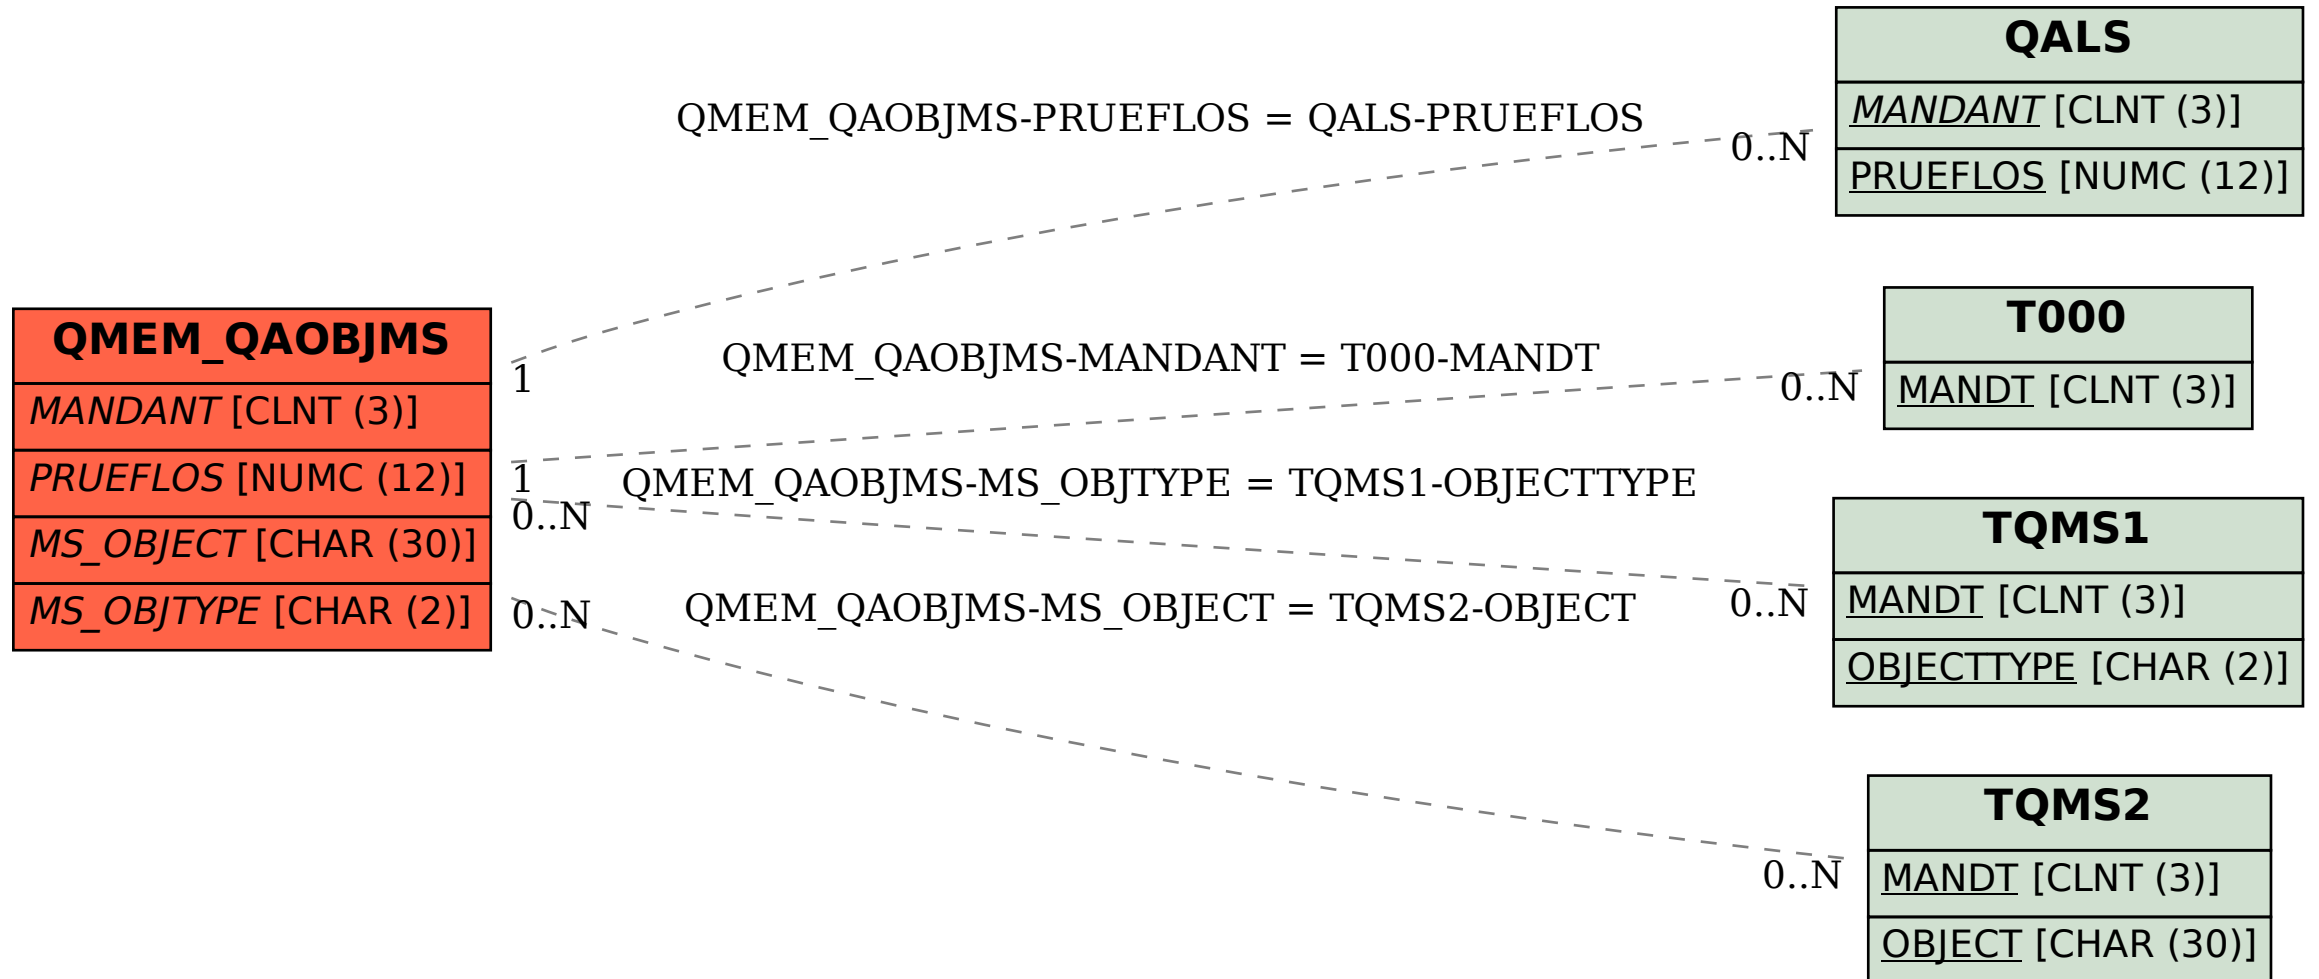 QALS
MANDANT [CLNT (3)]
PRUEFLOS [NUMC (12)]
QMEM_QAOBJMS-PRUEFLOS = QALS-PRUEFLOS
0..N
1
QMEM_QAOBJMS
MANDANT [CLNT (3)]
PRUEFLOS [NUMC (12)]
MS_OBJECT [CHAR (30)]
MS_OBJTYPE [CHAR (2)]
T000
MANDT [CLNT (3)]
QMEM_QAOBJMS-MANDANT = T000-MANDT
0..N
1
QMEM_QAOBJMS-MS_OBJTYPE = TQMS1-OBJECTTYPE
0..N
0..N
TQMS1
MANDT [CLNT (3)]
OBJECTTYPE [CHAR (2)]
QMEM_QAOBJMS-MS_OBJECT = TQMS2-OBJECT
0..N
0..N
TQMS2
MANDT [CLNT (3)]
OBJECT [CHAR (30)]